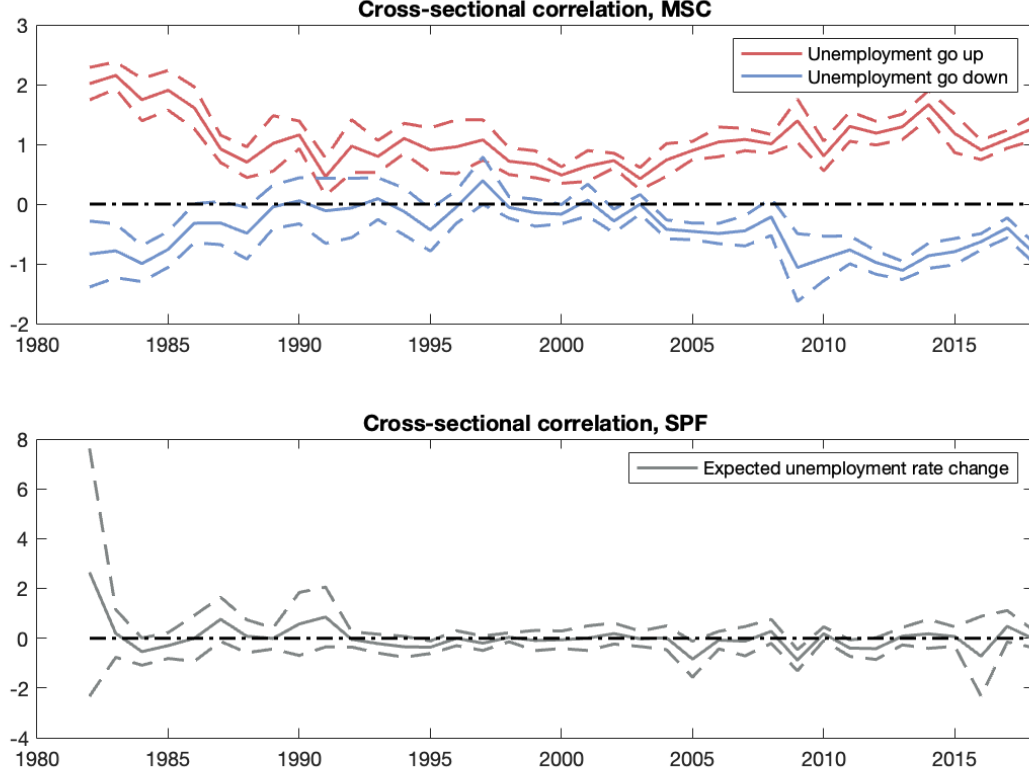 Cross-sectional correlation, MSC
3
2
1
0
-1
-2
Unemployment go up
Unemployment go down
1980 1985 1990 1995 2000 2005 2010 2015
Cross-sectional correlation, SPF
8
6
4
2
0
-2
-4
Expected unemployment rate change
1980 1985 1990 1995 2000 2005 2010 2015